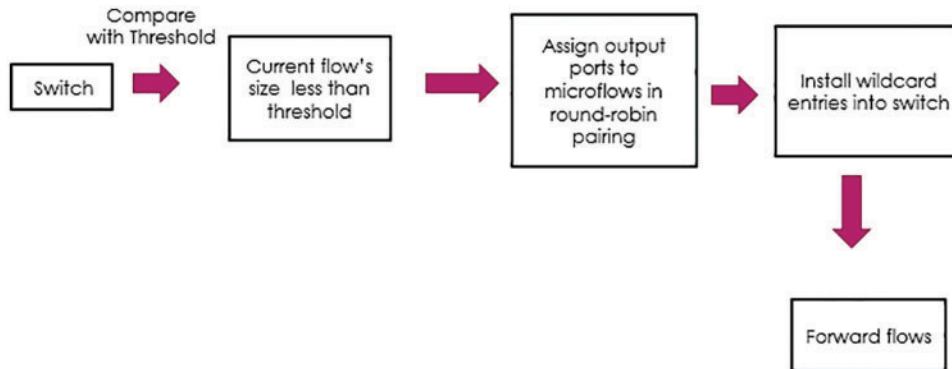 Compare
with Threshold
Switch
Current flow's
size less than
threshold
Assign output
ports to
microflows in
round-robin
pairing
Install wildcard
entries into switch
Forward flows